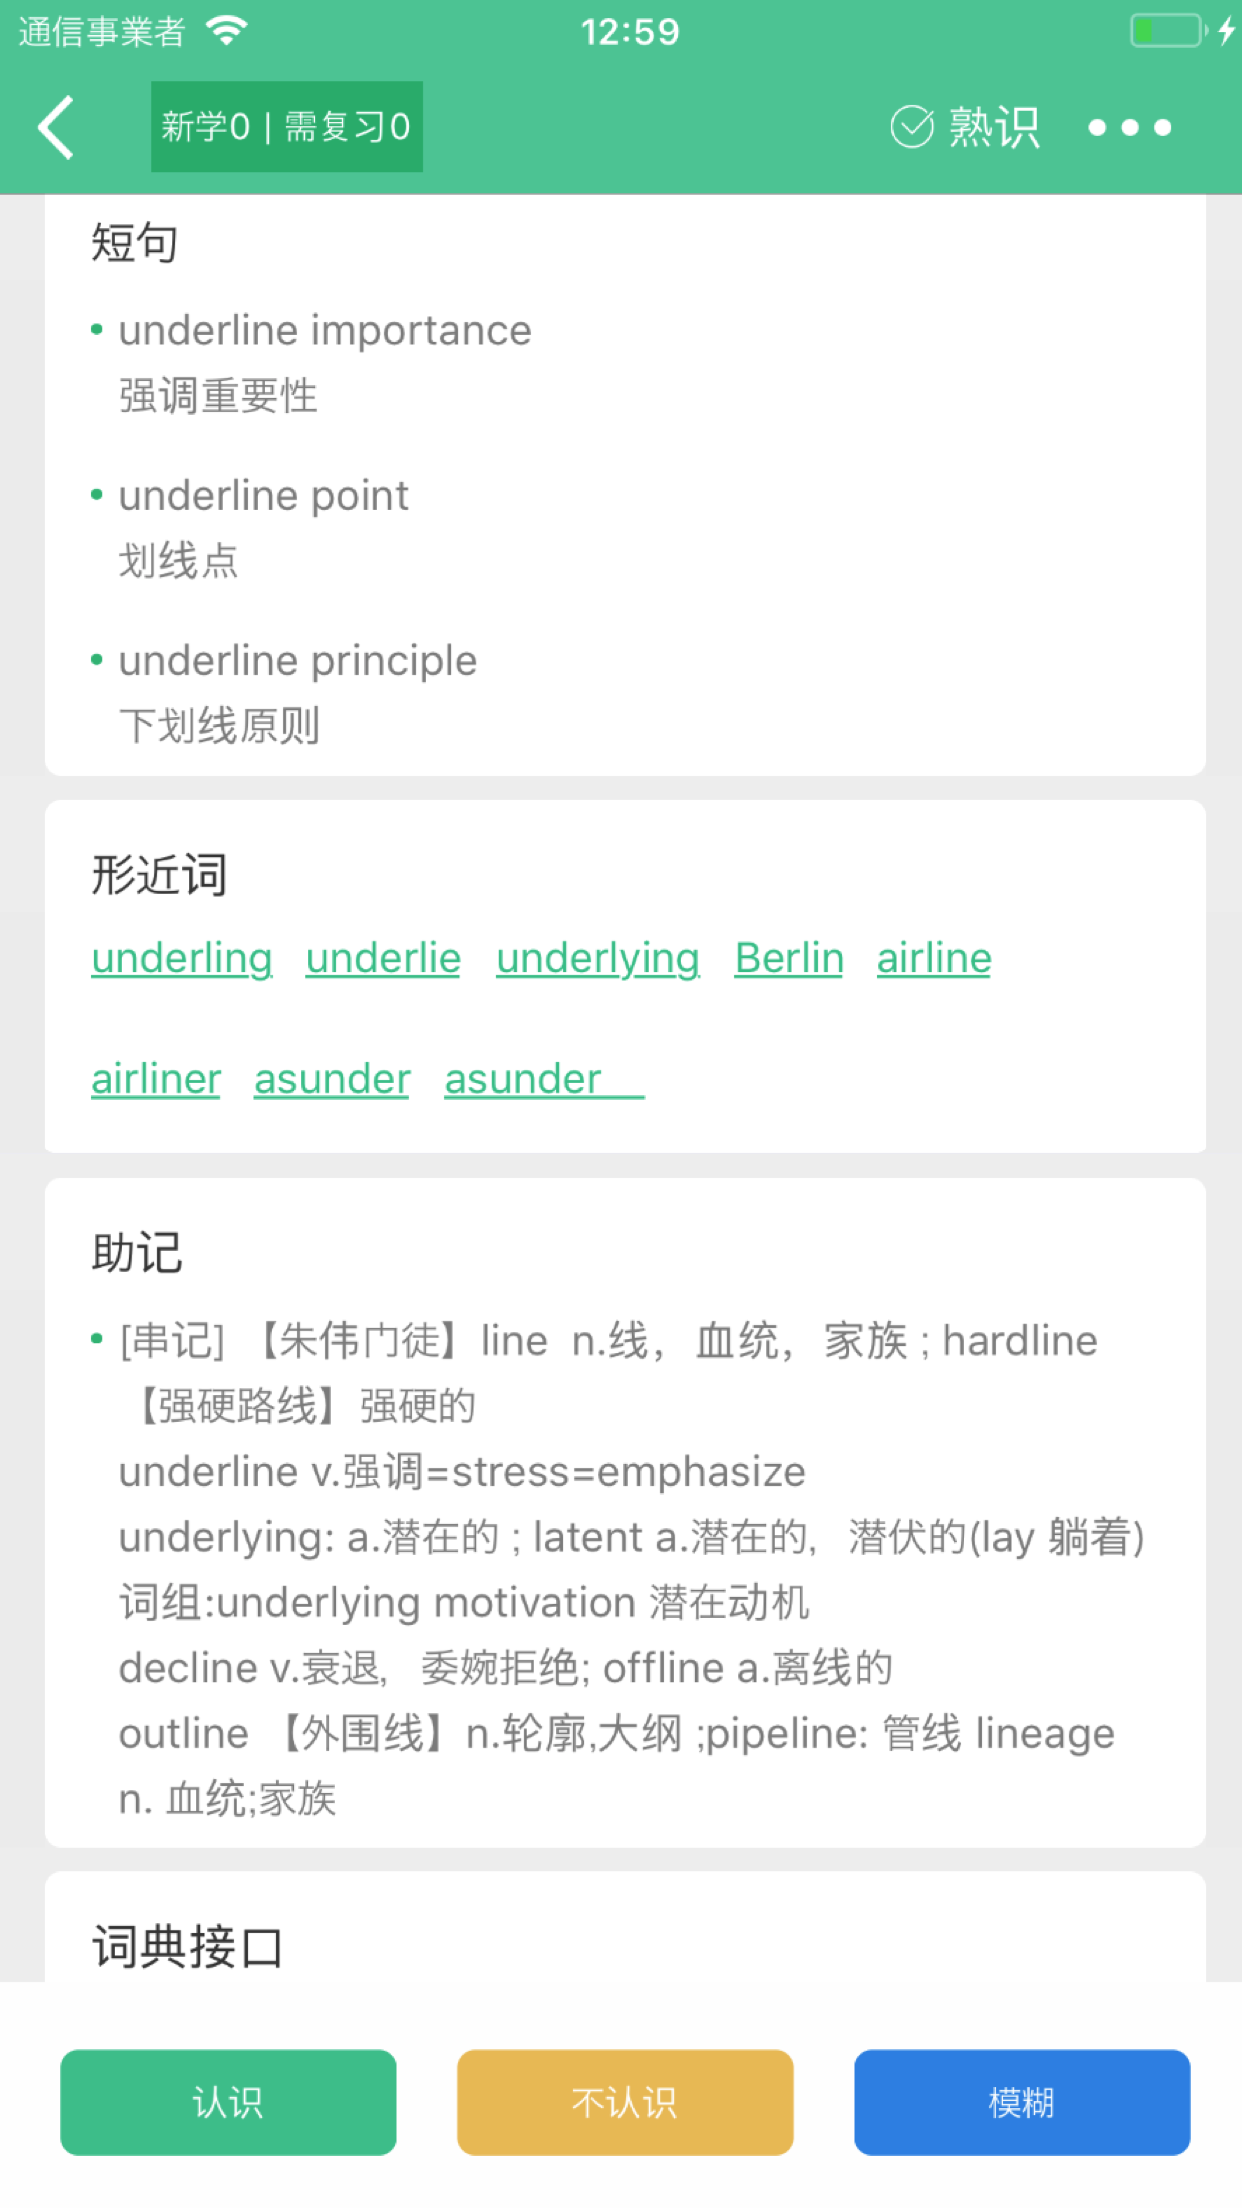 通信事業者 12:59
新学0 | 需复习0 熟识
短句
underline importance
强调重要性
underline point
划线点
underline principle
下划线原则
形近词
underling underlie underlying Berlin airline
airliner asunder asunder
助记
[串记] 【朱伟门徒】line n.线， 血统， 家族 ; hardline
【强硬路线】强硬的
underline v.强调=stress=emphasize
underlying: a.潜在的 ; latent a.潜在的， 潜伏的(lay 躺着)
词组:underlying motivation 潜在动机
decline v.衰退， 委婉拒绝; offline a.离线的
outline 【外围线】n.轮廓,大纲 ;pipeline: 管线 lineage
n. 血统;家族
词典接口
认识 不认识 模糊